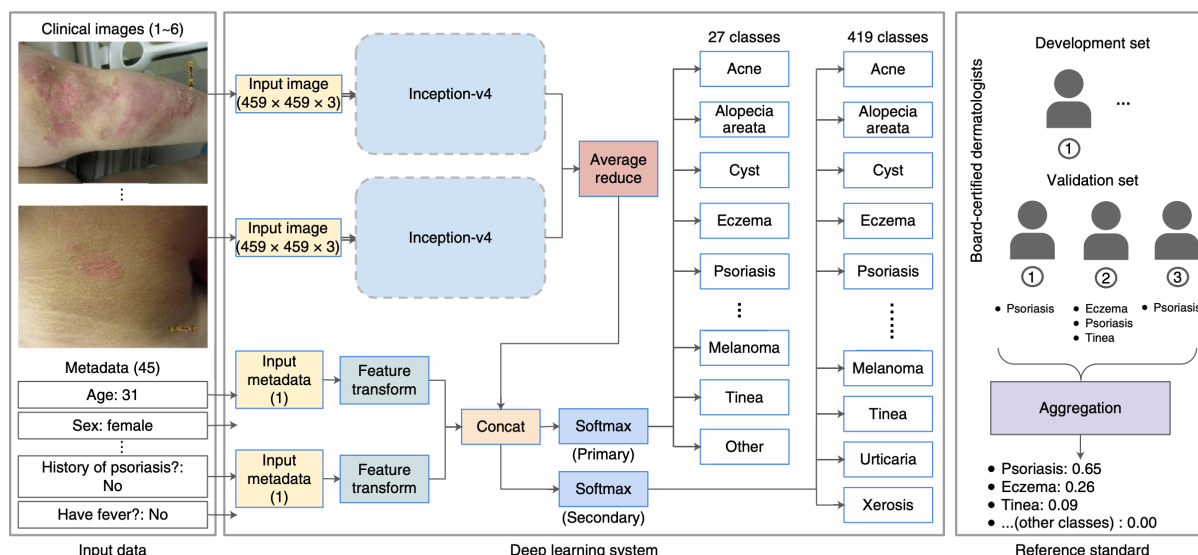 Clinical images (1~6)
⋮
Metadata (45)
Age: 31
Sex: female
⋮
History of psoriasis?:
No
Have fever?: No
Input data
Input image
(459 × 459 × 3)
Inception-v4
Input image
(459 × 459 × 3)
Inception-v4
Average
reduce
Input
metadata
(1)
Feature
transform
Input
metadata
(1)
Feature
transform
Concat
Softmax
(Primary)
Softmax
(Secondary)
27 classes
Acne
Alopecia
areata
Cyst
Eczema
Psoriasis
...
Melanoma
Tinea
Other
419 classes
Acne
Alopecia
areata
Cyst
Eczema
Psoriasis
......
Melanoma
Tinea
Urticaria
Xerosis
Deep learning system
Board-certified dermatologists
Development set
...
1
Validation set
1
2
3
• Psoriasis
• Eczema
• Psoriasis
• Tinea
• Psoriasis
Aggregation
• Psoriasis: 0.65
• Eczema: 0.26
• Tinea: 0.09
• ...(other classes) : 0.00
Reference standard